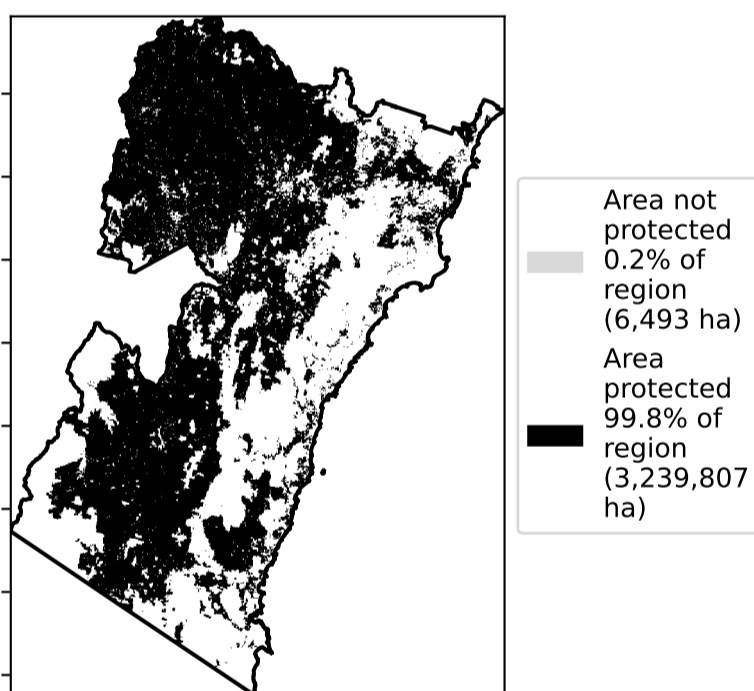 Area not
protected
0.2% of
region
(6,493 ha)
Area
protected
99.8% of
region
(3,239,807
ha)